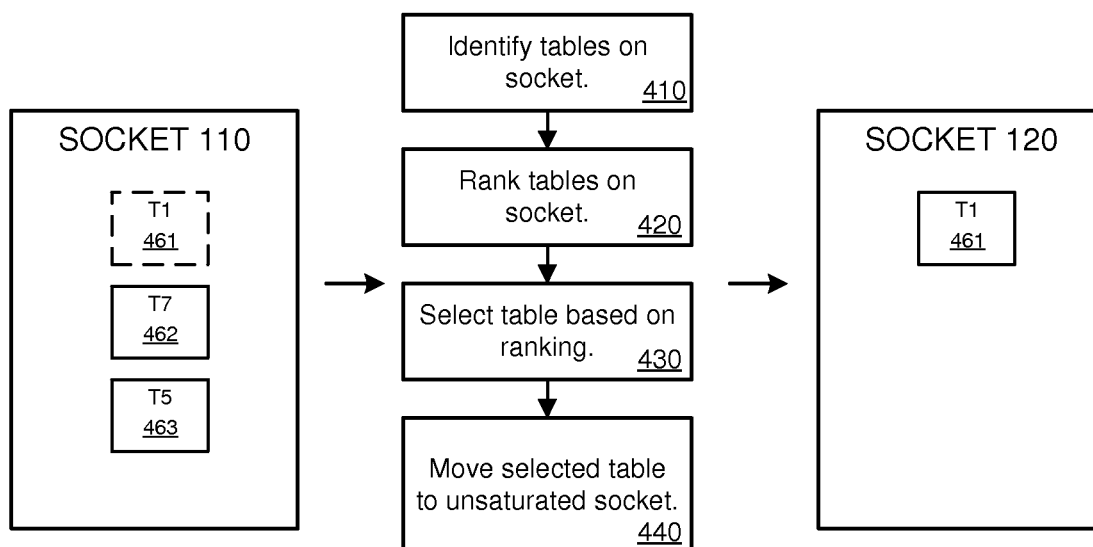 SOCKET 110
T1
461
T7
462
T5
463
Identify tables on
socket.
410
Rank tables on
socket.
420
Select table based on
ranking.
430
Move selected table
to unsaturated socket.
440
SOCKET 120
T1
461